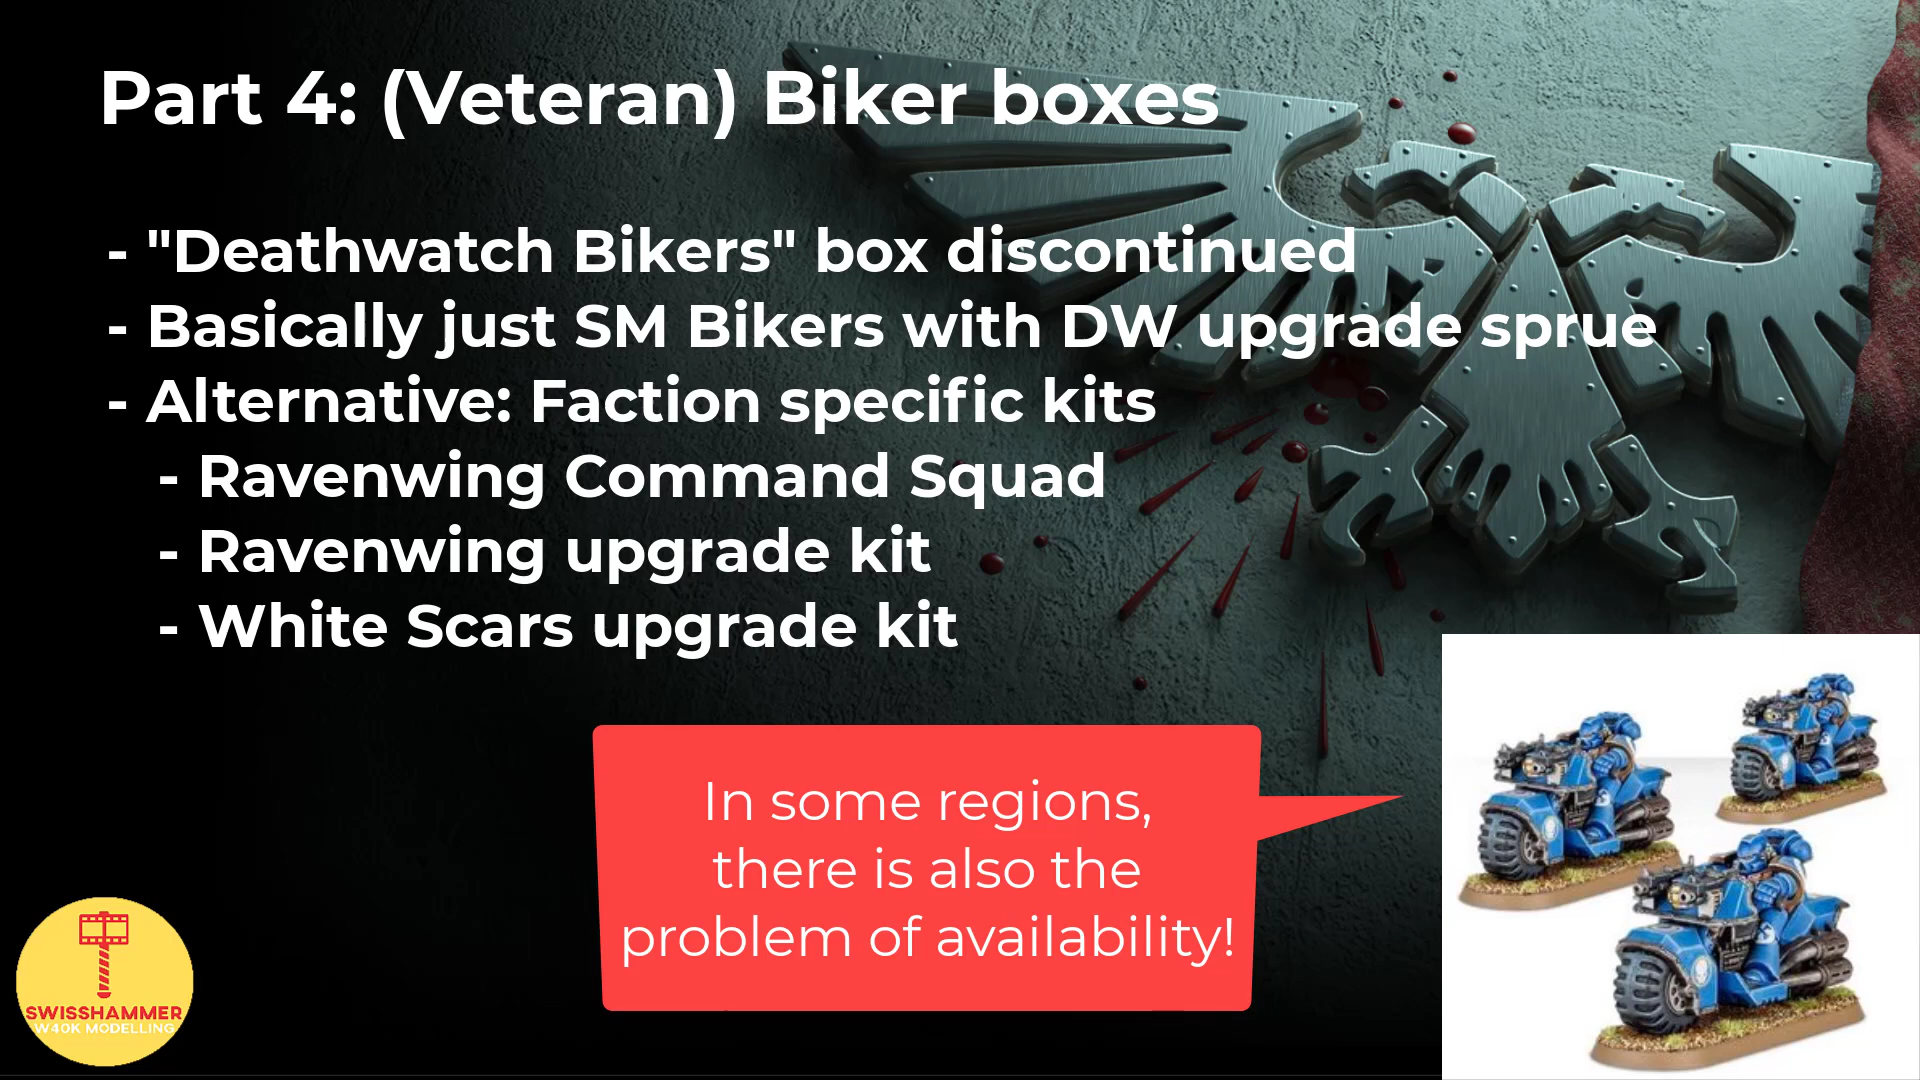 Part 4: (Veteran) Biker boxes
- "Deathwatch Bikers" box discontinued
- Basically just SM Bikers with DW upgrade sprue
- Alternative: Faction specific kits
- Ravenwing Command Squad
- Ravenwing upgrade kit
- White Scars upgrade kit
In some regions,
there is also the
problem of availability!
SWISSHAMMER
W40K MODELLING